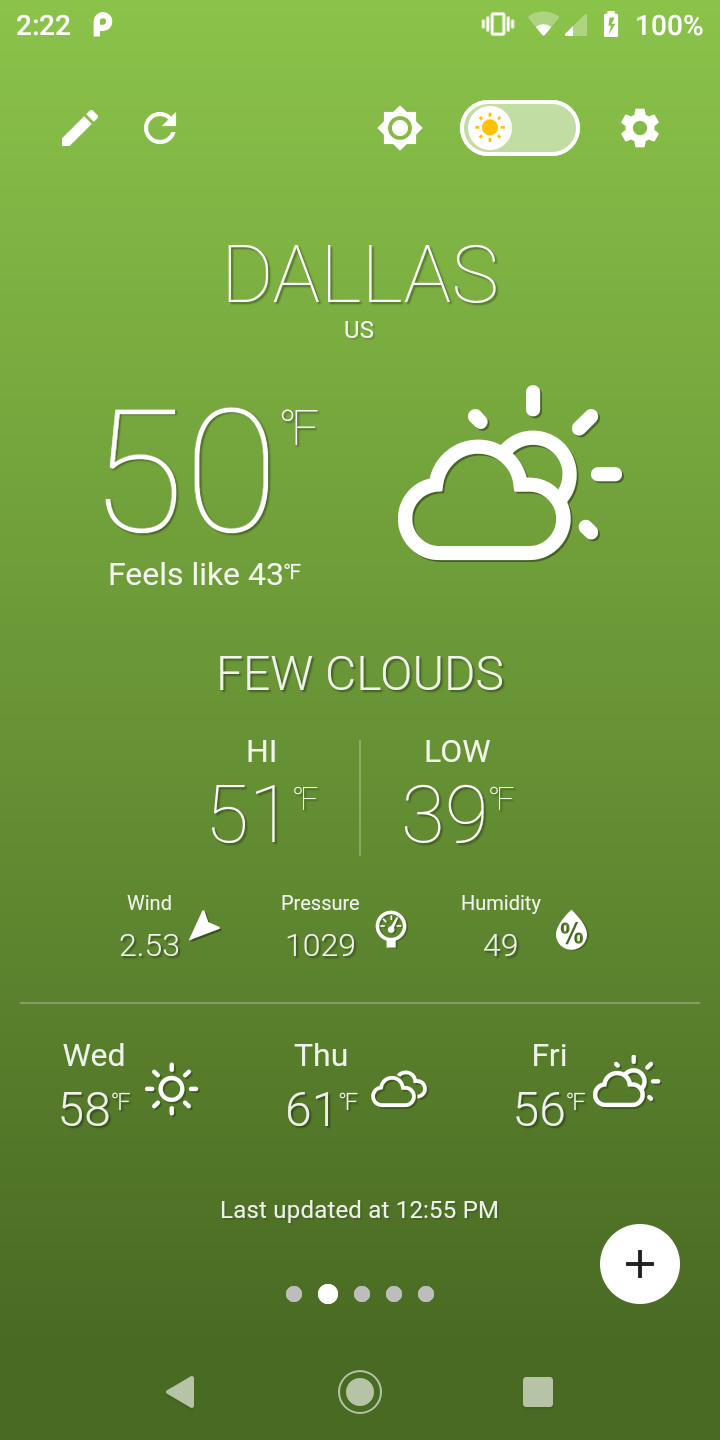 2:22 100%
DALLAS
US
50°F
Feels like 43°F
FEW CLOUDS
HI LOW
51°F 39°F
Wind Pressure Humidity
2.53 1029 49 %
Wed Thu Fri
58°F 61°F 56°F
Last updated at 12:55 PM